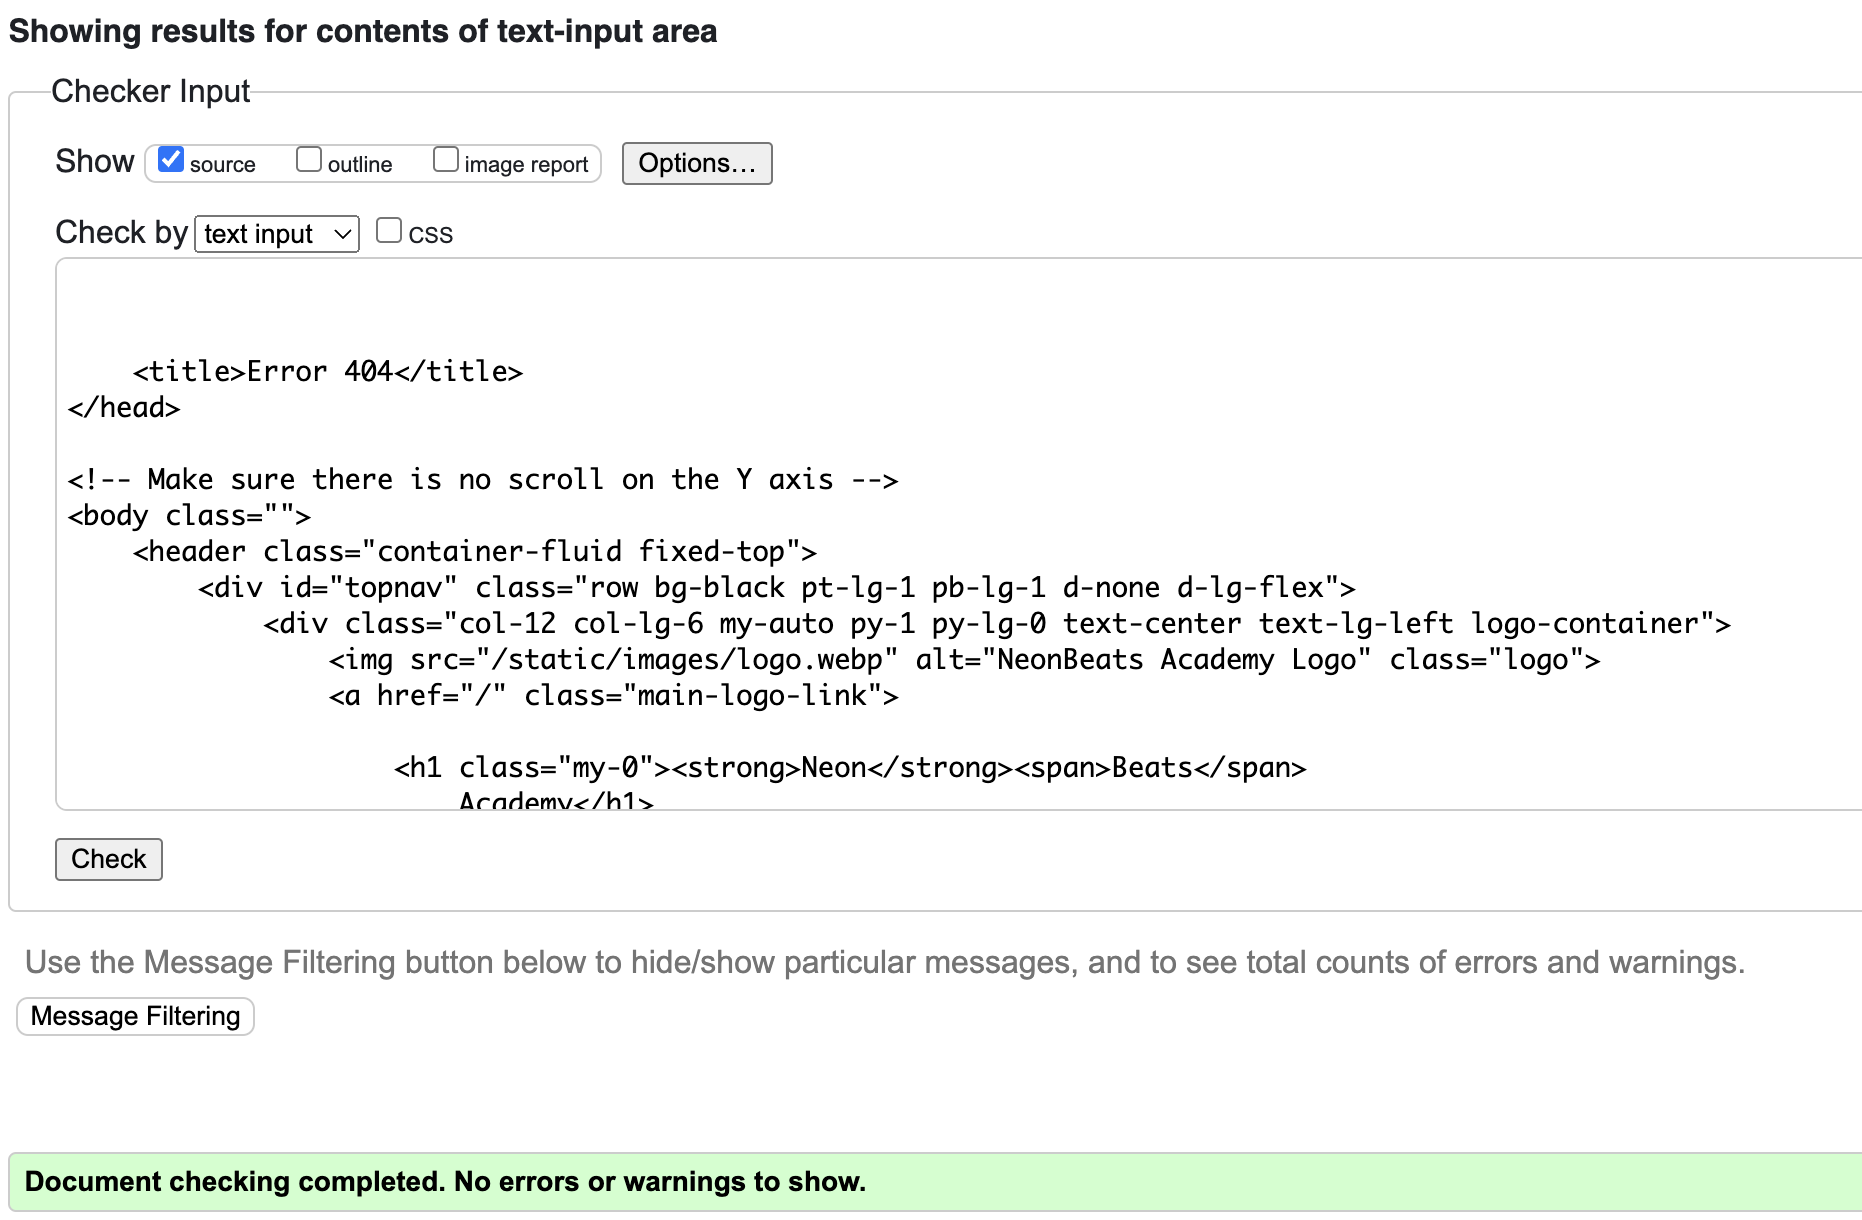 Showing results for contents of text-input area
Checker Input
Show source outline image report Options…
Check by text input CSS
<title>Error 404</title>
</head>
<!-- Make sure there is no scroll on the Y axis -->
<body class="">
<header class="container-fluid fixed-top">
<div id="topnav" class="row bg-black pt-lg-1 pb-lg-1 d-none d-lg-flex">
<div class="col-12 col-lg-6 my-auto py-1 py-lg-0 text-center text-lg-left logo-container">
<img src="/static/images/logo.webp" alt="NeonBeats Academy Logo" class="logo">
<a href="/" class="main-logo-link">
<h1 class="my-0"><strong>Neon</strong><span>Beats</span>
Academy</h1>
Check
Use the Message Filtering button below to hide/show particular messages, and to see total counts of errors and warnings.
Message Filtering
Document checking completed. No errors or warnings to show.